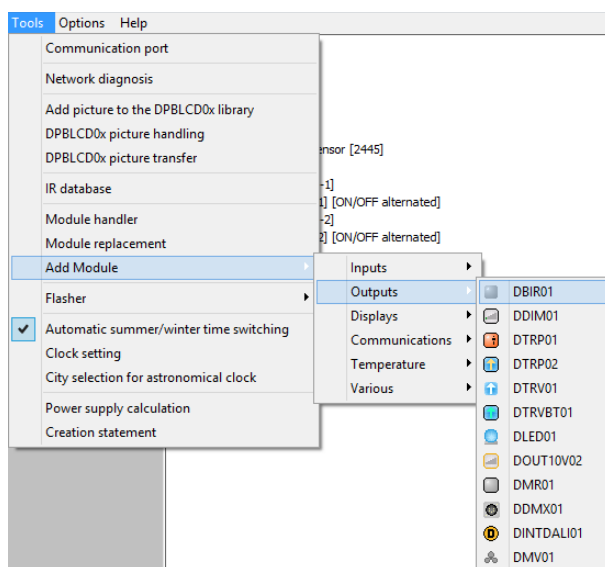 Tools Options Help
Communication port
Network diagnosis
Add picture to the DPBLCD0x library
DPBLCD0x picture handling
DPBLCD0x picture transfer
IR database
Module handler
Module replacement
Add Module
Flasher
Automatic summer/winter time switching
Clock setting
City selection for astronomical clock
Power supply calculation
Creation statement
[2445]
-1]
1] [ON/OFF alternated]
-2]
2] [ON/OFF alternated]
Inputs
Outputs
Displays
Communications
Temperature
Various
DBIR01
DDIM01
DTRP01
DTRP02
DTRV01
DTRVBT01
DLED01
DOUT10V02
DMR01
DDMX01
DINTDALI01
DMV01